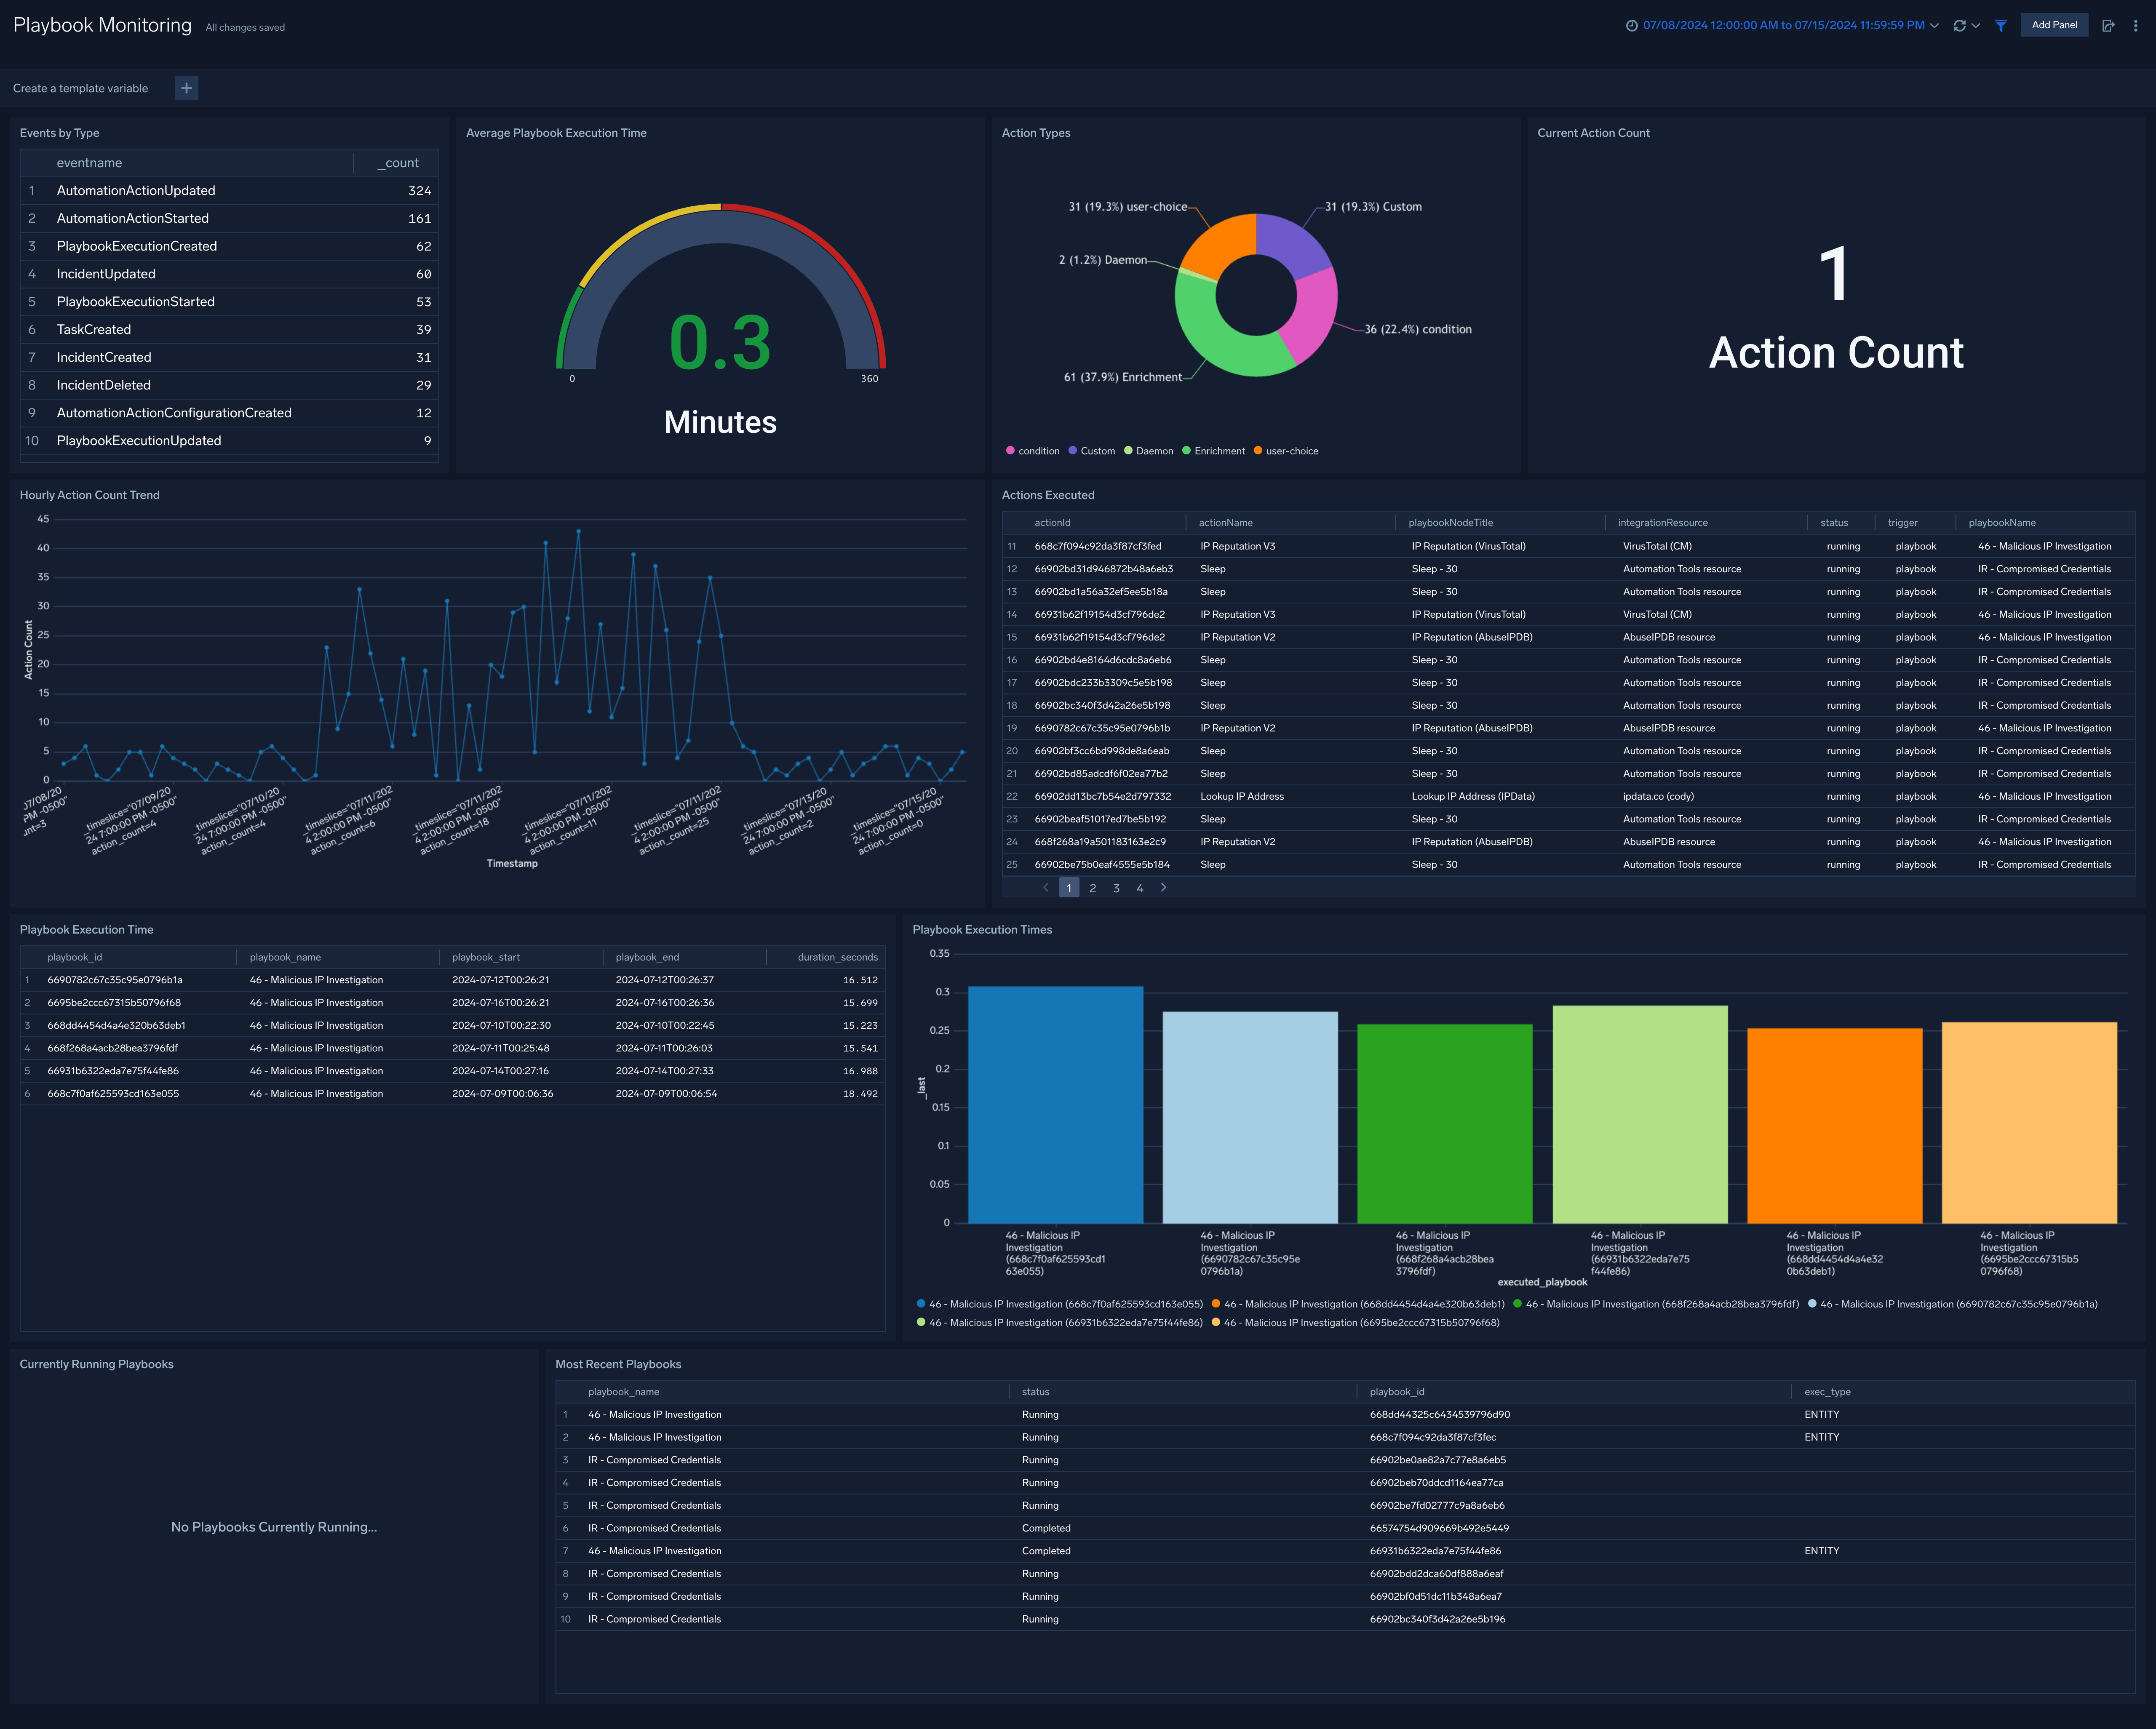 Playbook Monitoring All changes saved
07/08/2024 12:00:00 AM to 07/15/2024 11:59:59 PM
Add Panel
Create a template variable +
Events by Type
eventname _count
1 AutomationActionUpdated 324
2 AutomationActionStarted 161
3 PlaybookExecutionCreated 62
4 IncidentUpdated 60
5 PlaybookExecutionStarted 53
6 TaskCreated 39
7 IncidentCreated 31
8 IncidentDeleted 29
9 AutomationActionConfigurationCreated 12
10 PlaybookExecutionUpdated 9
Average Playbook Execution Time
0.3
0 360
Minutes
Action Types
31 (19.3%) user-choice
31 (19.3%) Custom
2 (1.2%) Daemon
36 (22.4%) condition
61 (37.9%) Enrichment
condition Custom Daemon Enrichment user-choice
Current Action Count
1
Action Count
Hourly Action Count Trend
Action Count
45
40
35
30
25
20
15
10
5
0
07/08/20
PM -0500"
unt=3
_timeslice="07/09/20
24 7:00:00 PM -0500"
action_count=4
_timeslice="07/10/20
24 7:00:00 PM -0500"
action_count=4
_timeslice="07/11/202
4 2:00:00 PM -0500"
action_count=6
_timeslice="07/11/202
4 2:00:00 PM -0500"
action_count=18
_timeslice="07/11/202
4 2:00:00 PM -0500"
action_count=11
_timeslice="07/11/202
4 2:00:00 PM -0500"
action_count=25
_timeslice="07/13/20
24 7:00:00 PM -0500"
action_count=2
_timeslice="07/15/20
24 7:00:00 PM -0500"
action_count=0
Timestamp
Actions Executed
actionId actionName playbookNodeTitle integrationResource status trigger playbookName
11 668c7f094c92da3f87cf3fed IP Reputation V3 IP Reputation (VirusTotal) VirusTotal (CM) running playbook 46 - Malicious IP Investigation
12 66902bd31d946872b48a6eb3 Sleep Sleep - 30 Automation Tools resource running playbook IR - Compromised Credentials
13 66902bd1a56a32ef5ee5b18a Sleep Sleep - 30 Automation Tools resource running playbook IR - Compromised Credentials
14 66931b62f19154d3cf796de2 IP Reputation V3 IP Reputation (VirusTotal) VirusTotal (CM) running playbook 46 - Malicious IP Investigation
15 66931b62f19154d3cf796de2 IP Reputation V2 IP Reputation (AbuseIPDB) AbuseIPDB resource running playbook 46 - Malicious IP Investigation
16 66902bd4e8164d6cdc8a6eb6 Sleep Sleep - 30 Automation Tools resource running playbook IR - Compromised Credentials
17 66902bdc233b3309c5e5b198 Sleep Sleep - 30 Automation Tools resource running playbook IR - Compromised Credentials
18 66902bc340f3d42a26e5b198 Sleep Sleep - 30 Automation Tools resource running playbook IR - Compromised Credentials
19 6690782c67c35c95e0796b1b IP Reputation V2 IP Reputation (AbuseIPDB) AbuseIPDB resource running playbook 46 - Malicious IP Investigation
20 66902bf3cc6bd998de8a6eab Sleep Sleep - 30 Automation Tools resource running playbook IR - Compromised Credentials
21 66902bd85adcdf6f02ea77b2 Sleep Sleep - 30 Automation Tools resource running playbook IR - Compromised Credentials
22 66902dd13bc7b54e2d797332 Lookup IP Address Lookup IP Address (IPData) ipdata.co (cody) running playbook 46 - Malicious IP Investigation
23 66902beaf51017ed7be5b192 Sleep Sleep - 30 Automation Tools resource running playbook IR - Compromised Credentials
24 668f268a19a501183163e2c9 IP Reputation V2 IP Reputation (AbuseIPDB) AbuseIPDB resource running playbook 46 - Malicious IP Investigation
25 66902be75b0eaf4555e5b184 Sleep Sleep - 30 Automation Tools resource running playbook IR - Compromised Credentials
1 2 3 4
Playbook Execution Time
playbook_id playbook_name playbook_start playbook_end duration_seconds
1 6690782c67c35c95e0796b1a 46 - Malicious IP Investigation 2024-07-12T00:26:21 2024-07-12T00:26:37 16.512
2 6695be2ccc67315b50796f68 46 - Malicious IP Investigation 2024-07-16T00:26:21 2024-07-16T00:26:36 15.699
3 668dd4454d4a4e320b63deb1 46 - Malicious IP Investigation 2024-07-10T00:22:30 2024-07-10T00:22:45 15.223
4 668f268a4acb28bea3796fdf 46 - Malicious IP Investigation 2024-07-11T00:25:48 2024-07-11T00:26:03 15.541
5 66931b6322eda7e75f44fe86 46 - Malicious IP Investigation 2024-07-14T00:27:16 2024-07-14T00:27:33 16.988
6 668c7f0af625593cd163e055 46 - Malicious IP Investigation 2024-07-09T00:06:36 2024-07-09T00:06:54 18.492
Playbook Execution Times
_last
0.35
0.3
0.25
0.2
0.15
0.1
0.05
0
46 - Malicious IP
Investigation
(668c7f0af625593cd1
63e055)
46 - Malicious IP
Investigation
(6690782c67c35c95e
0796b1a)
46 - Malicious IP
Investigation
(668f268a4acb28bea
3796fdf)
46 - Malicious IP
Investigation
(66931b6322eda7e75
f44fe86)
46 - Malicious IP
Investigation
(668dd4454d4a4e32
0b63deb1)
46 - Malicious IP
Investigation
(6695be2ccc67315b5
0796f68)
executed_playbook
46 - Malicious IP Investigation (668c7f0af625593cd163e055) 46 - Malicious IP Investigation (668dd4454d4a4e320b63deb1) 46 - Malicious IP Investigation (668f268a4acb28bea3796fdf) 46 - Malicious IP Investigation (6690782c67c35c95e0796b1a)
46 - Malicious IP Investigation (66931b6322eda7e75f44fe86) 46 - Malicious IP Investigation (6695be2ccc67315b50796f68)
Currently Running Playbooks
No Playbooks Currently Running...
Most Recent Playbooks
playbook_name status playbook_id exec_type
1 46 - Malicious IP Investigation Running 668dd44325c6434539796d90 ENTITY
2 46 - Malicious IP Investigation Running 668c7f094c92da3f87cf3fec ENTITY
3 IR - Compromised Credentials Running 66902be0ae82a7c77e8a6eb5
4 IR - Compromised Credentials Running 66902beb70ddcd1164ea77ca
5 IR - Compromised Credentials Running 66902be7fd02777c9a8a6eb6
6 IR - Compromised Credentials Completed 66574754d909669b492e5449
7 46 - Malicious IP Investigation Completed 66931b6322eda7e75f44fe86 ENTITY
8 IR - Compromised Credentials Running 66902bdd2dca60df888a6eaf
9 IR - Compromised Credentials Running 66902bf0d51dc11b348a6ea7
10 IR - Compromised Credentials Running 66902bc340f3d42a26e5b196